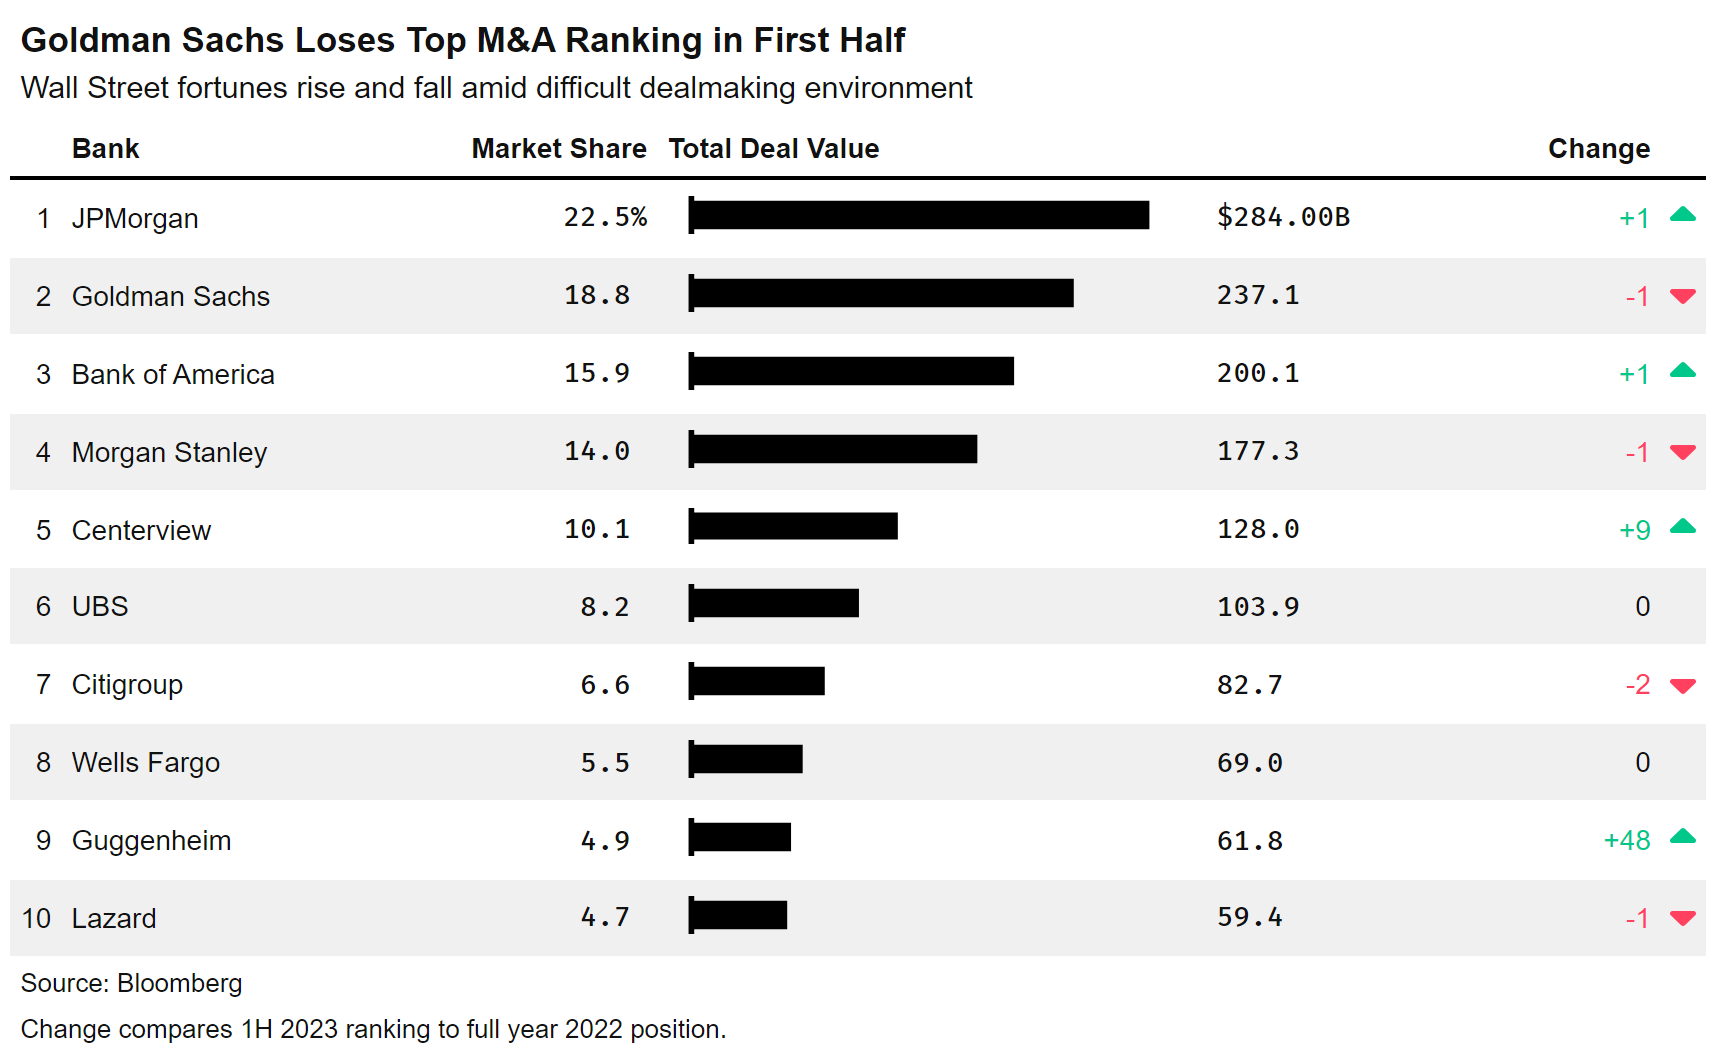 Goldman Sachs Loses Top M&A Ranking in First Half
Wall Street fortunes rise and fall amid difficult dealmaking environment
Bank Market Share Total Deal Value Change
1 JPMorgan 22.5% $284.00B +1
2 Goldman Sachs 18.8 237.1 -1
3 Bank of America 15.9 200.1 +1
4 Morgan Stanley 14.0 177.3 -1
5 Centerview 10.1 128.0 +9
6 UBS 8.2 103.9 0
7 Citigroup 6.6 82.7 -2
8 Wells Fargo 5.5 69.0 0
9 Guggenheim 4.9 61.8 +48
10 Lazard 4.7 59.4 -1
Source: Bloomberg
Change compares 1H 2023 ranking to full year 2022 position.